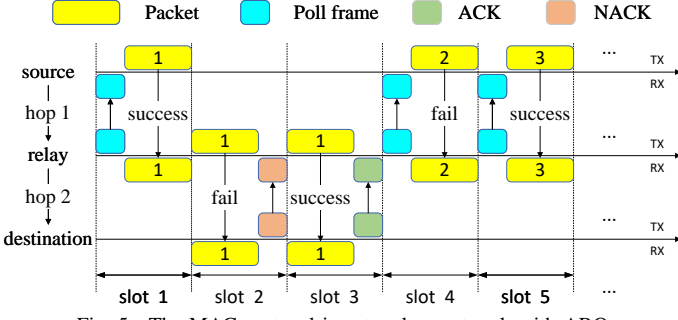 Packet Poll frame ACK NACK
1 2 3 ... TX
source
RX
hop 1 success fail success
1 1 ... TX
relay
1 2 3 RX
hop 2 fail success
... TX
destination
1 1 RX
slot 1 slot 2 slot 3 slot 4 slot 5 ...